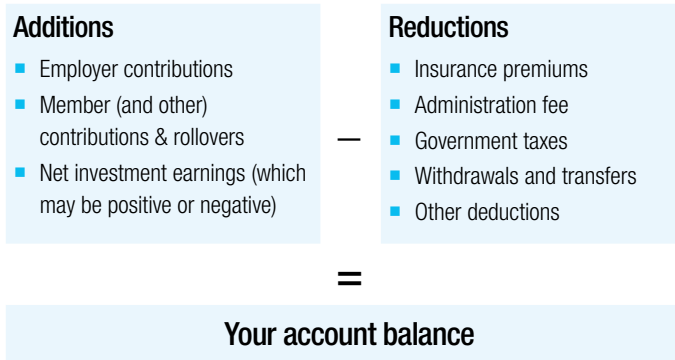 Additions
■ Employer contributions
■ Member (and other)
contributions & rollovers
■ Net investment earnings (which
may be positive or negative)
–
Reductions
■ Insurance premiums
■ Administration fee
■ Government taxes
■ Withdrawals and transfers
■ Other deductions
=
Your account balance